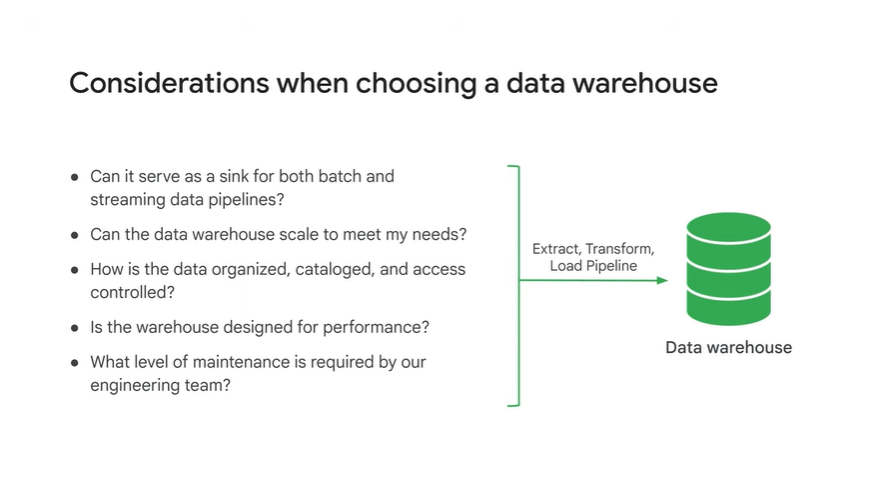 Considerations when choosing a data warehouse
● Can it serve as a sink for both batch and
streaming data pipelines?
● Can the data warehouse scale to meet my needs?
● How is the data organized, cataloged, and access
controlled?
● Is the warehouse designed for performance?
● What level of maintenance is required by our
engineering team?
Extract, Transform,
Load Pipeline
Data warehouse